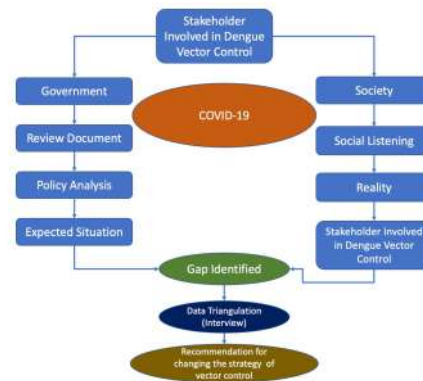 Stakeholder
Involved in Dengue
Vector Control
Government
Review Document
Policy Analysis
Expected Situation
COVID-19
Society
Social Listening
Reality
Stakeholder Involved
in Dengue Vector
Control
Gap Identified
Data Triangulation
(Interview)
Recommendation for
changing the strategy of
vector control